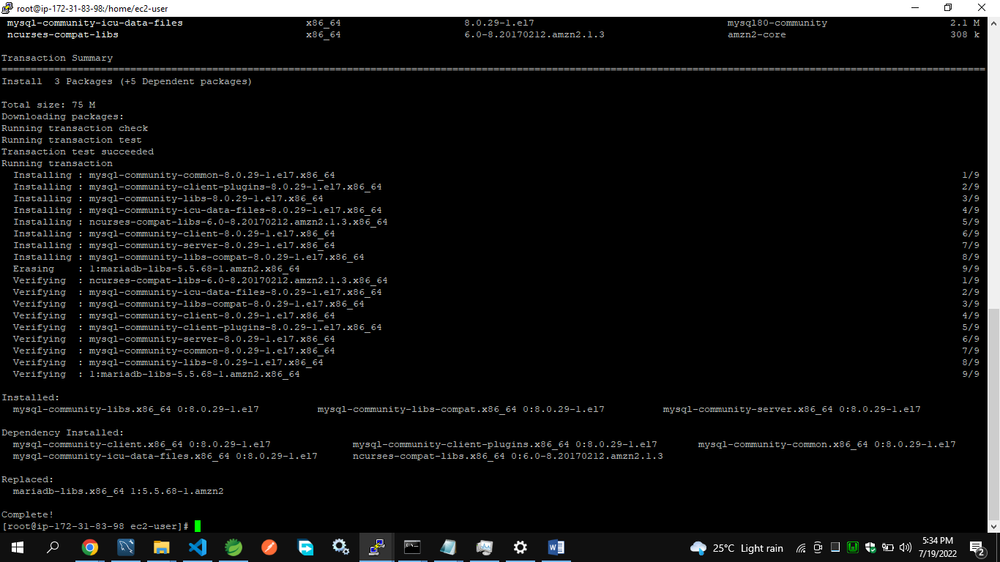 root@ip-172-31-83-98:/home/ec2-user
mysql-community-icu-data-files x86_64 8.0.29-1.el7 mysql80-community 2.1 M
ncurses-compat-libs x86_64 6.0-8.20170212.amzn2.1.3 amzn2-core 308 k
Transaction Summary
================================================================================
Install  3 Packages (+5 Dependent packages)
Total size: 75 M
Downloading packages:
Running transaction check
Running transaction test
Transaction test succeeded
Running transaction
Installing : mysql-community-common-8.0.29-1.el7.x86_64 1/9
Installing : mysql-community-client-plugins-8.0.29-1.el7.x86_64 2/9
Installing : mysql-community-libs-8.0.29-1.el7.x86_64 3/9
Installing : mysql-community-icu-data-files-8.0.29-1.el7.x86_64 4/9
Installing : ncurses-compat-libs-6.0-8.20170212.amzn2.1.3.x86_64 5/9
Installing : mysql-community-client-8.0.29-1.el7.x86_64 6/9
Installing : mysql-community-server-8.0.29-1.el7.x86_64 7/9
Installing : mysql-community-libs-compat-8.0.29-1.el7.x86_64 8/9
Erasing : 1:mariadb-libs-5.5.68-1.amzn2.x86_64 9/9
Verifying : ncurses-compat-libs-6.0-8.20170212.amzn2.1.3.x86_64 1/9
Verifying : mysql-community-icu-data-files-8.0.29-1.el7.x86_64 2/9
Verifying : mysql-community-libs-compat-8.0.29-1.el7.x86_64 3/9
Verifying : mysql-community-client-8.0.29-1.el7.x86_64 4/9
Verifying : mysql-community-client-plugins-8.0.29-1.el7.x86_64 5/9
Verifying : mysql-community-server-8.0.29-1.el7.x86_64 6/9
Verifying : mysql-community-common-8.0.29-1.el7.x86_64 7/9
Verifying : mysql-community-libs-8.0.29-1.el7.x86_64 8/9
Verifying : 1:mariadb-libs-5.5.68-1.amzn2.x86_64 9/9
Installed:
mysql-community-libs.x86_64 0:8.0.29-1.el7 mysql-community-libs-compat.x86_64 0:8.0.29-1.el7 mysql-community-server.x86_64 0:8.0.29-1.el7
Dependency Installed:
mysql-community-client.x86_64 0:8.0.29-1.el7 mysql-community-client-plugins.x86_64 0:8.0.29-1.el7 mysql-community-common.x86_64 0:8.0.29-1.el7
mysql-community-icu-data-files.x86_64 0:8.0.29-1.el7 ncurses-compat-libs.x86_64 0:6.0-8.20170212.amzn2.1.3
Replaced:
mariadb-libs.x86_64 1:5.5.68-1.amzn2
Complete!
[root@ip-172-31-83-98 ec2-user]#
25°C Light rain
5:34 PM
7/19/2022
2